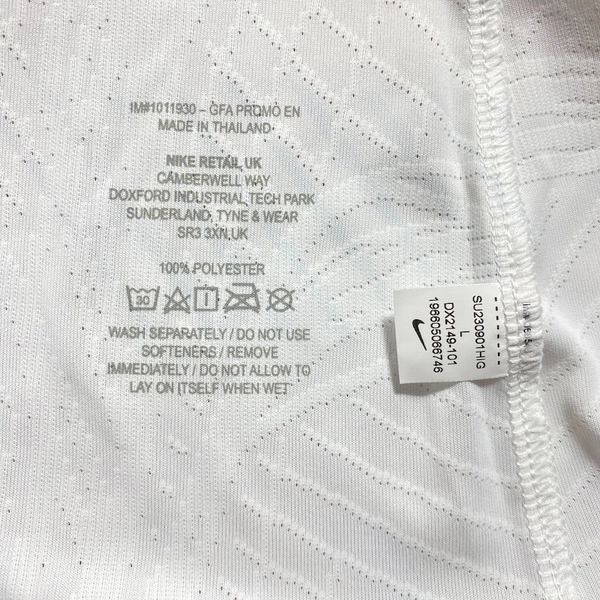 IM#1011930 – GFA PROMO EN
MADE IN THAILAND
NIKE RETAIL, UK
CAMBERWELL WAY
DOXFORD INDUSTRIAL TECH PARK
SUNDERLAND, TYNE & WEAR
SR3 3XN,UK
100% POLYESTER
30
WASH SEPARATELY / DO NOT USE
SOFTENERS / REMOVE
IMMEDIATELY / DO NOT ALLOW TO
LAY ON ITSELF WHEN WET
SU230901HIG
L
DX2149-101
196605066746